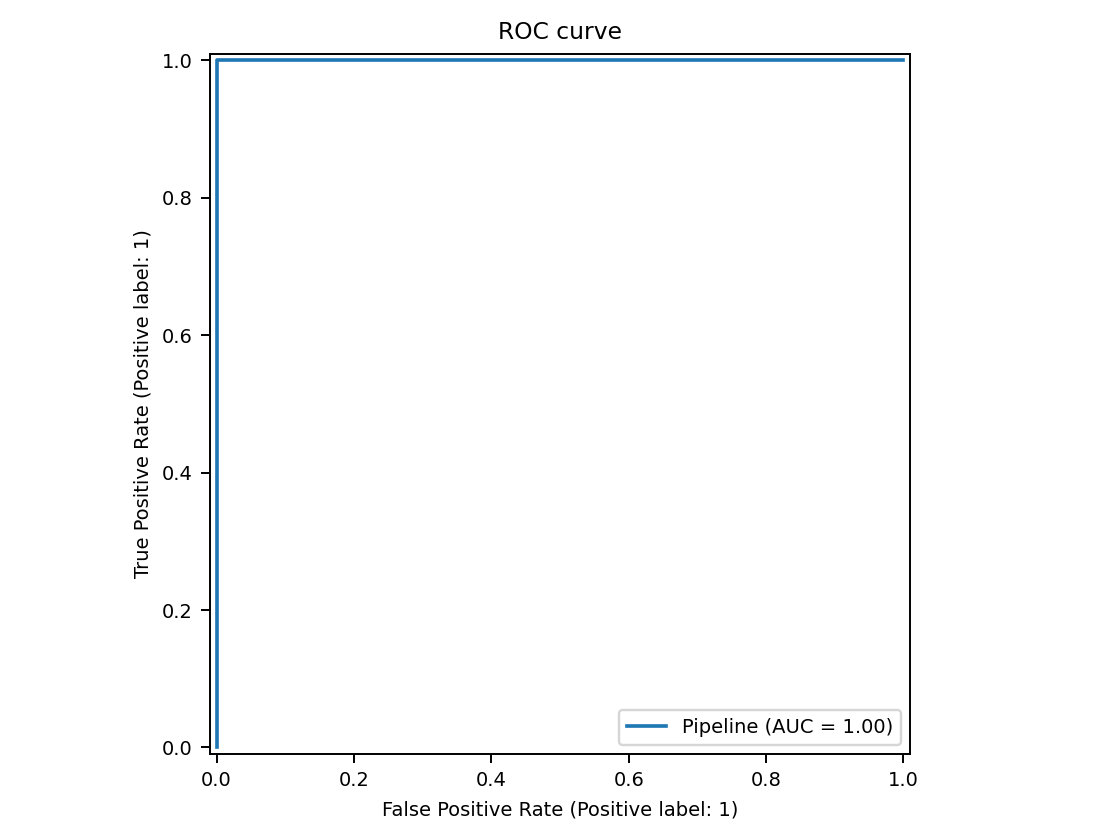 ROC curve
1.0
0.8
0.6
0.4
0.2
0.0
True Positive Rate (Positive label: 1)
Pipeline (AUC = 1.00)
0.0 0.2 0.4 0.6 0.8 1.0
False Positive Rate (Positive label: 1)